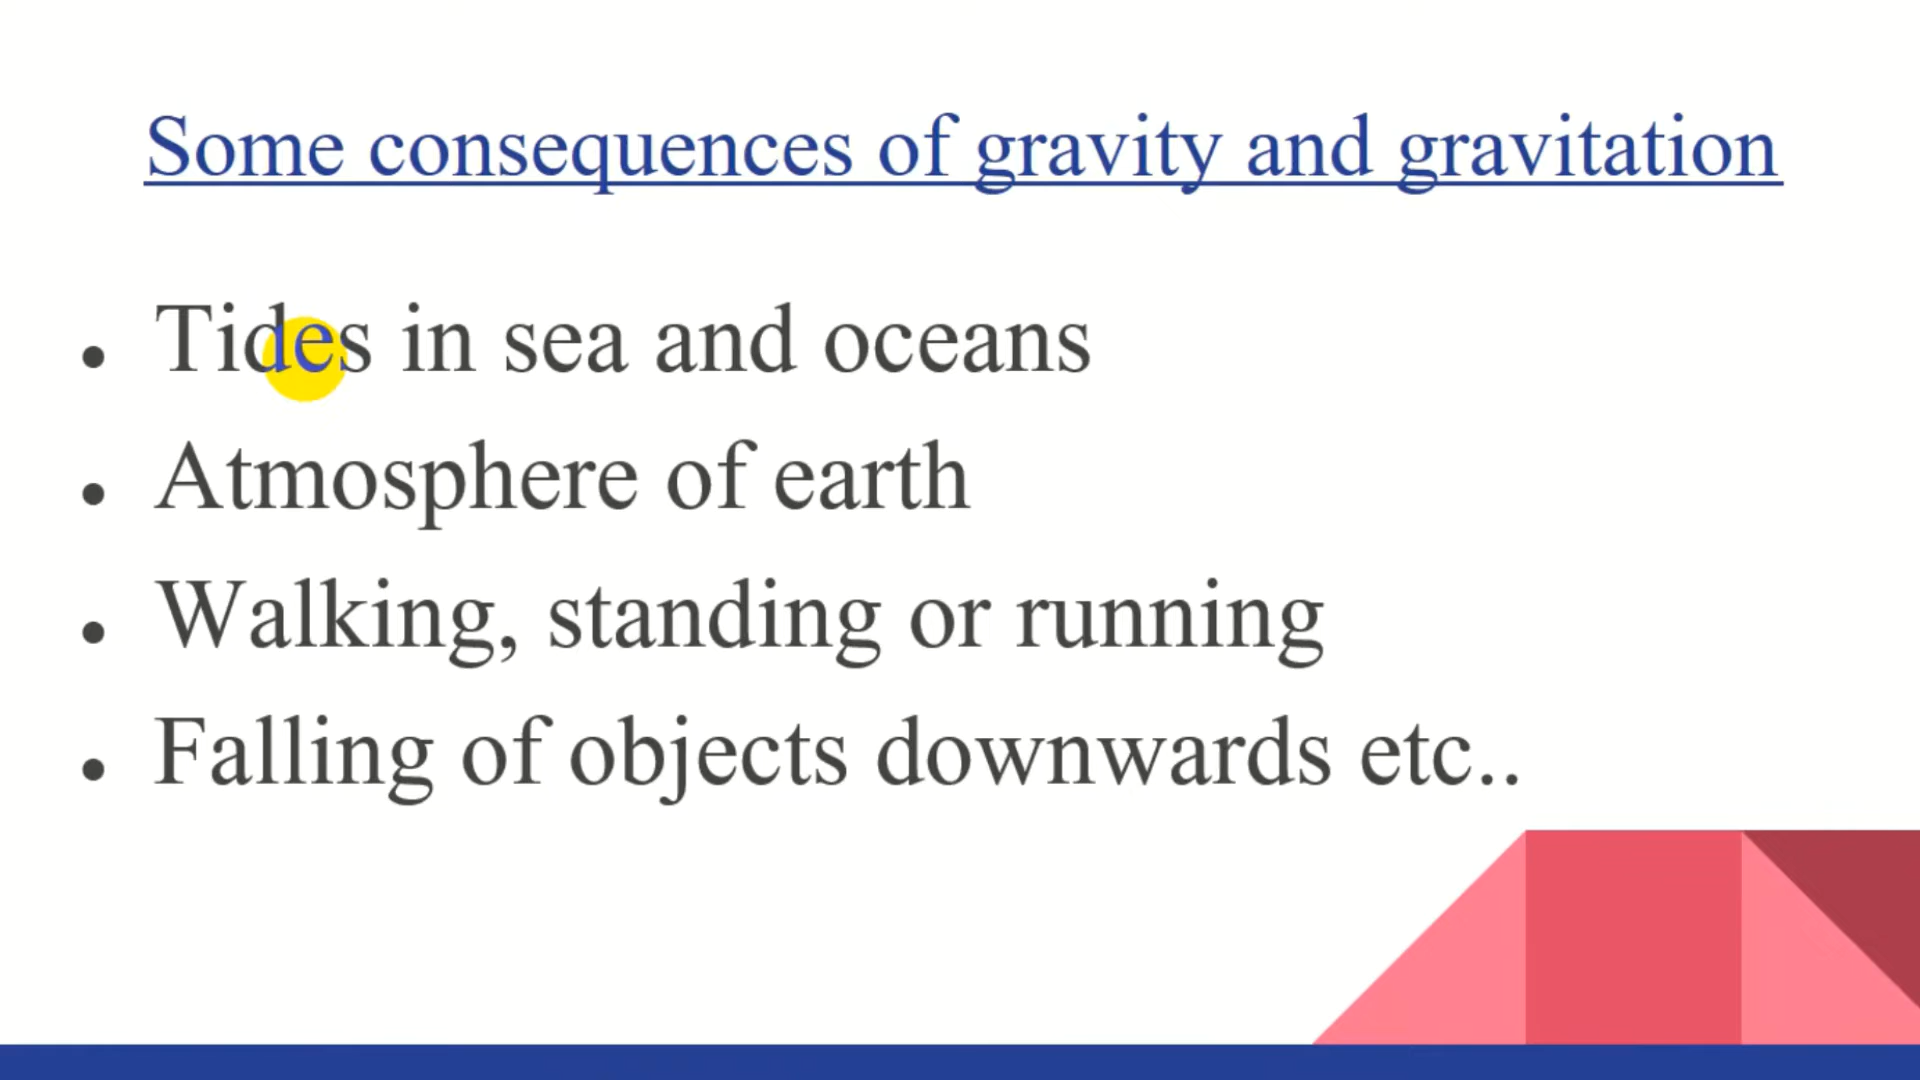 Some consequences of gravity and gravitation
• Tides in sea and oceans
• Atmosphere of earth
• Walking, standing or running
• Falling of objects downwards etc..